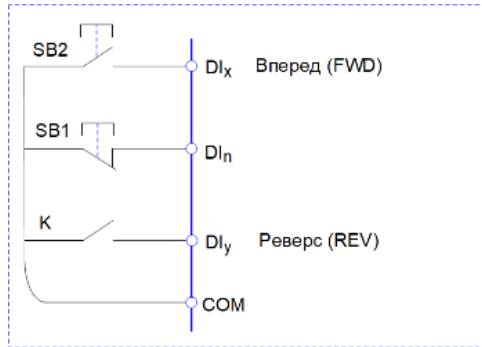 SB2
DIx Вперед (FWD)
SB1
DIn
K
DIy Реверс (REV)
COM